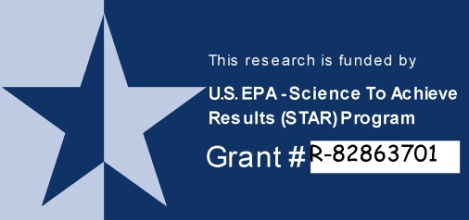 This research is funded by
U.S. EPA - Science To Achieve
Results (STAR) Program
Grant # R-82863701